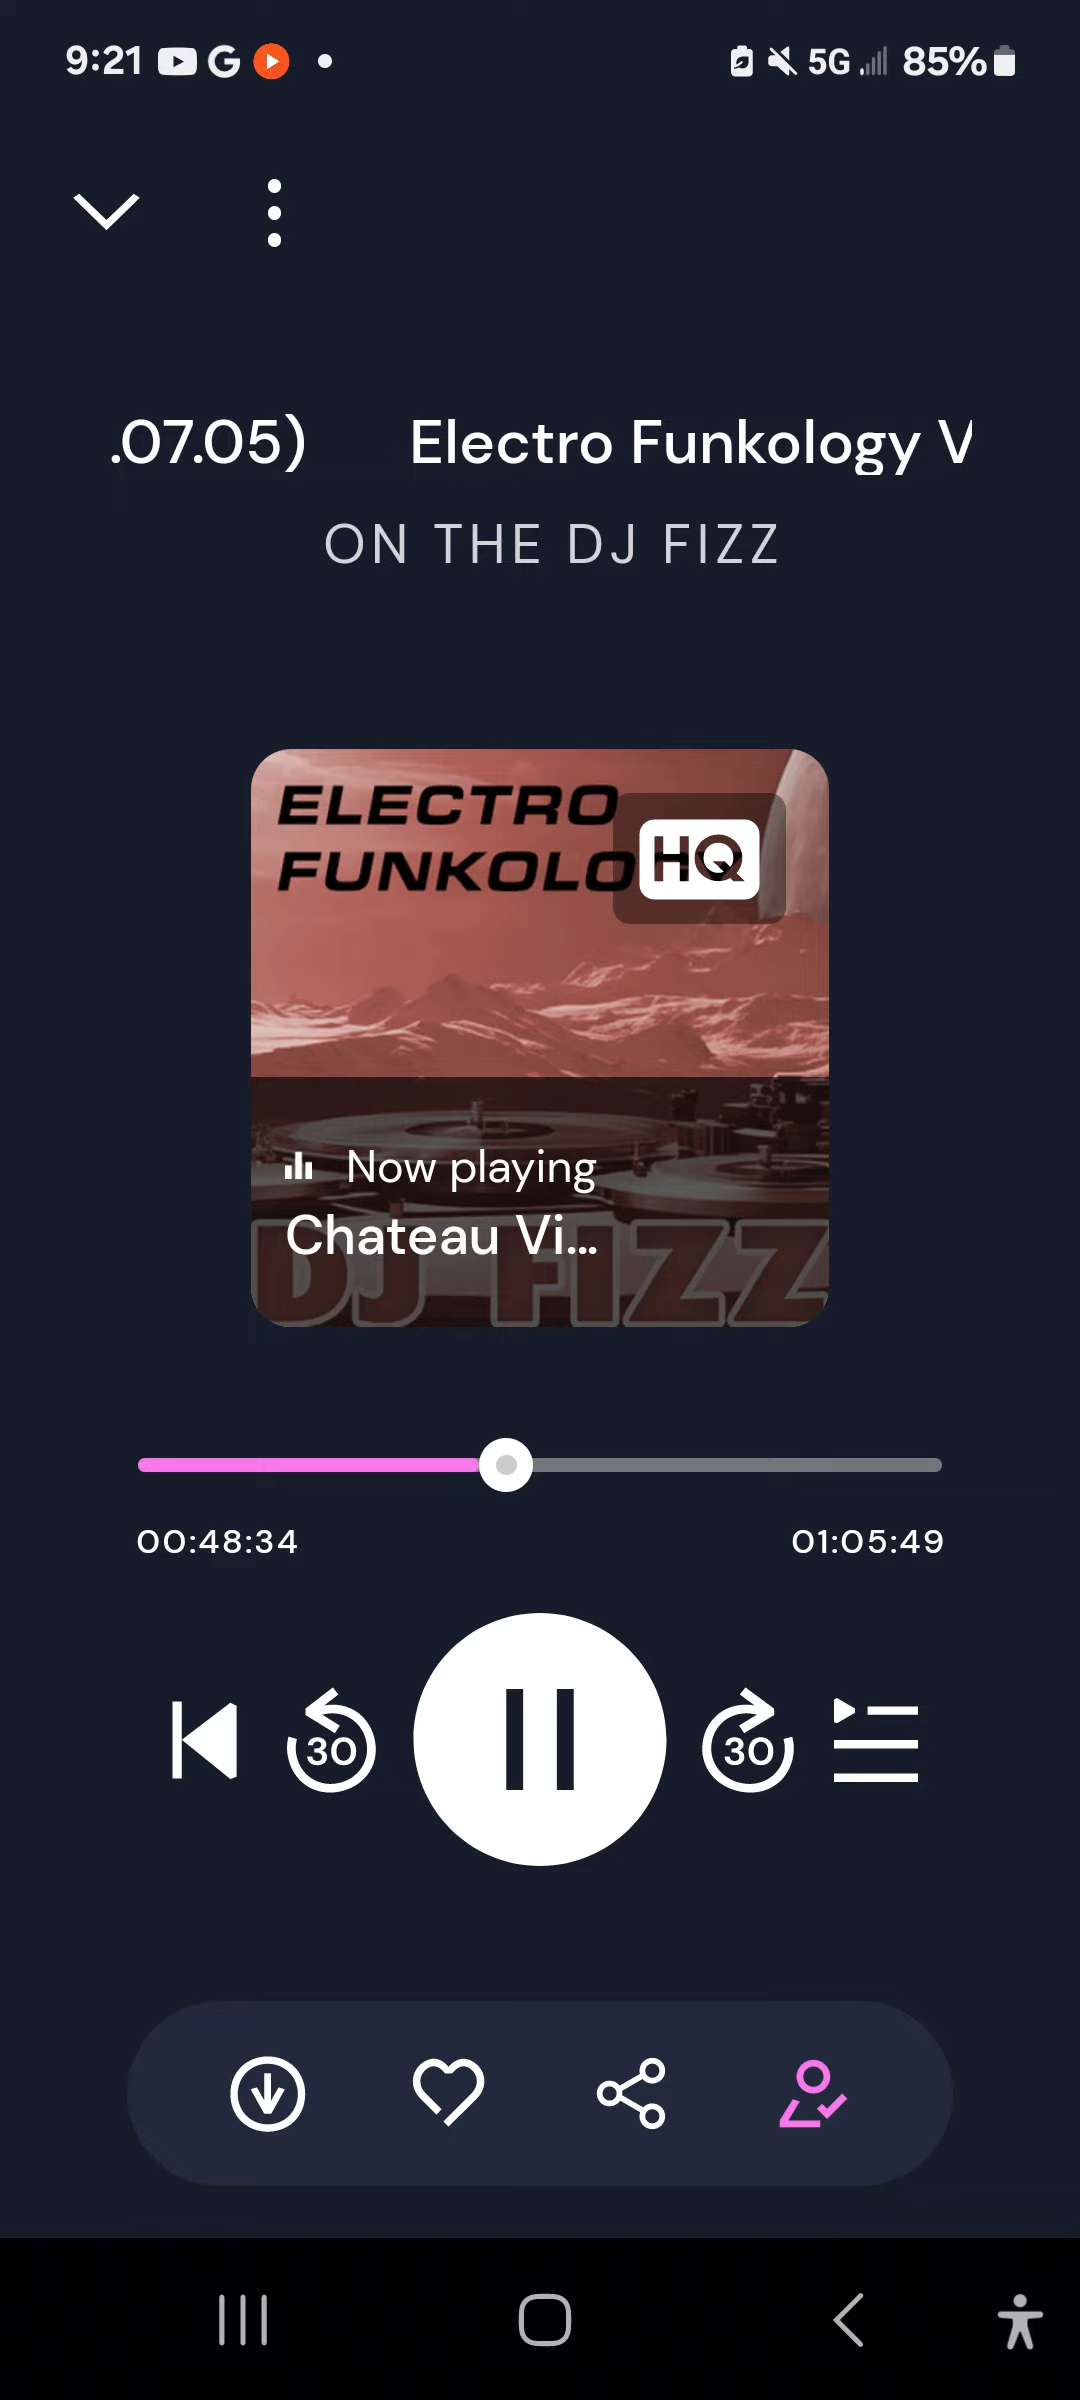 9:21 5G 85%
.07.05) Electro Funkology V
ON THE DJ FIZZ
ELECTRO
FUNKOLO
HQ
Now playing
Chateau Vi...
DJ FIZZ
00:48:34 01:05:49
30 30